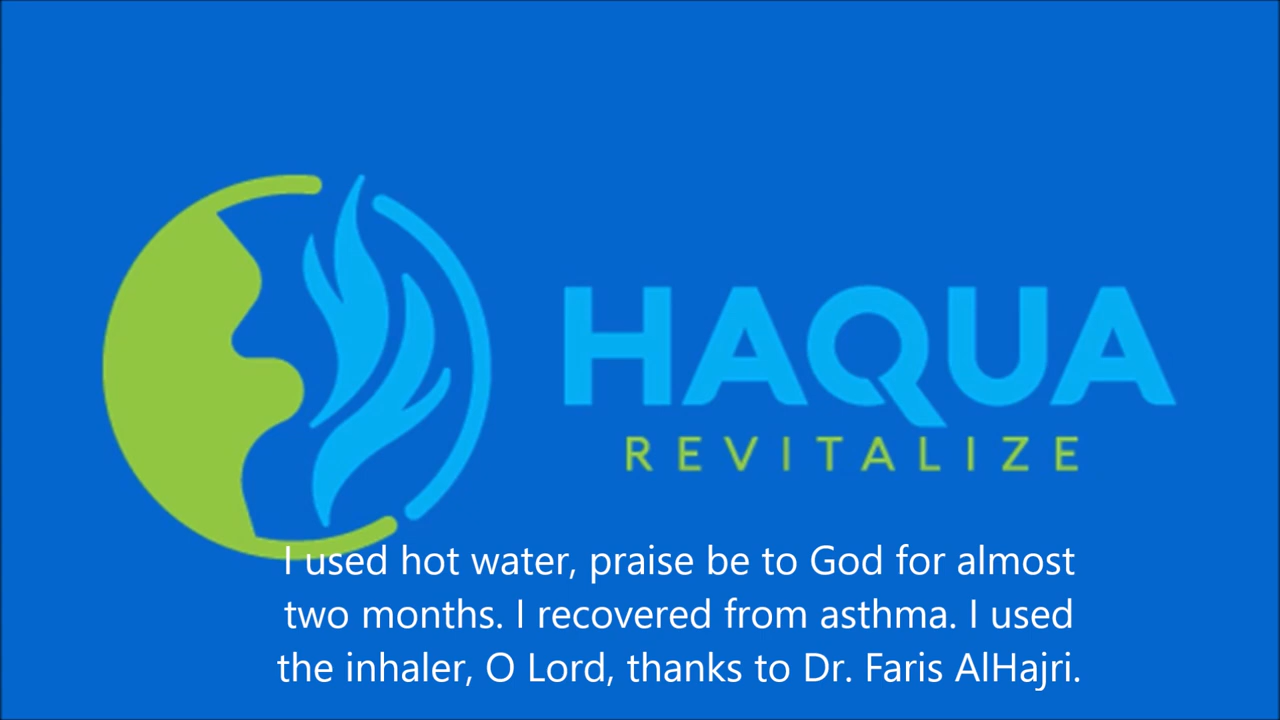 HAQUA
REVITALIZE
I used hot water, praise be to God for almost
two months. I recovered from asthma. I used
the inhaler, O Lord, thanks to Dr. Faris AlHajri.